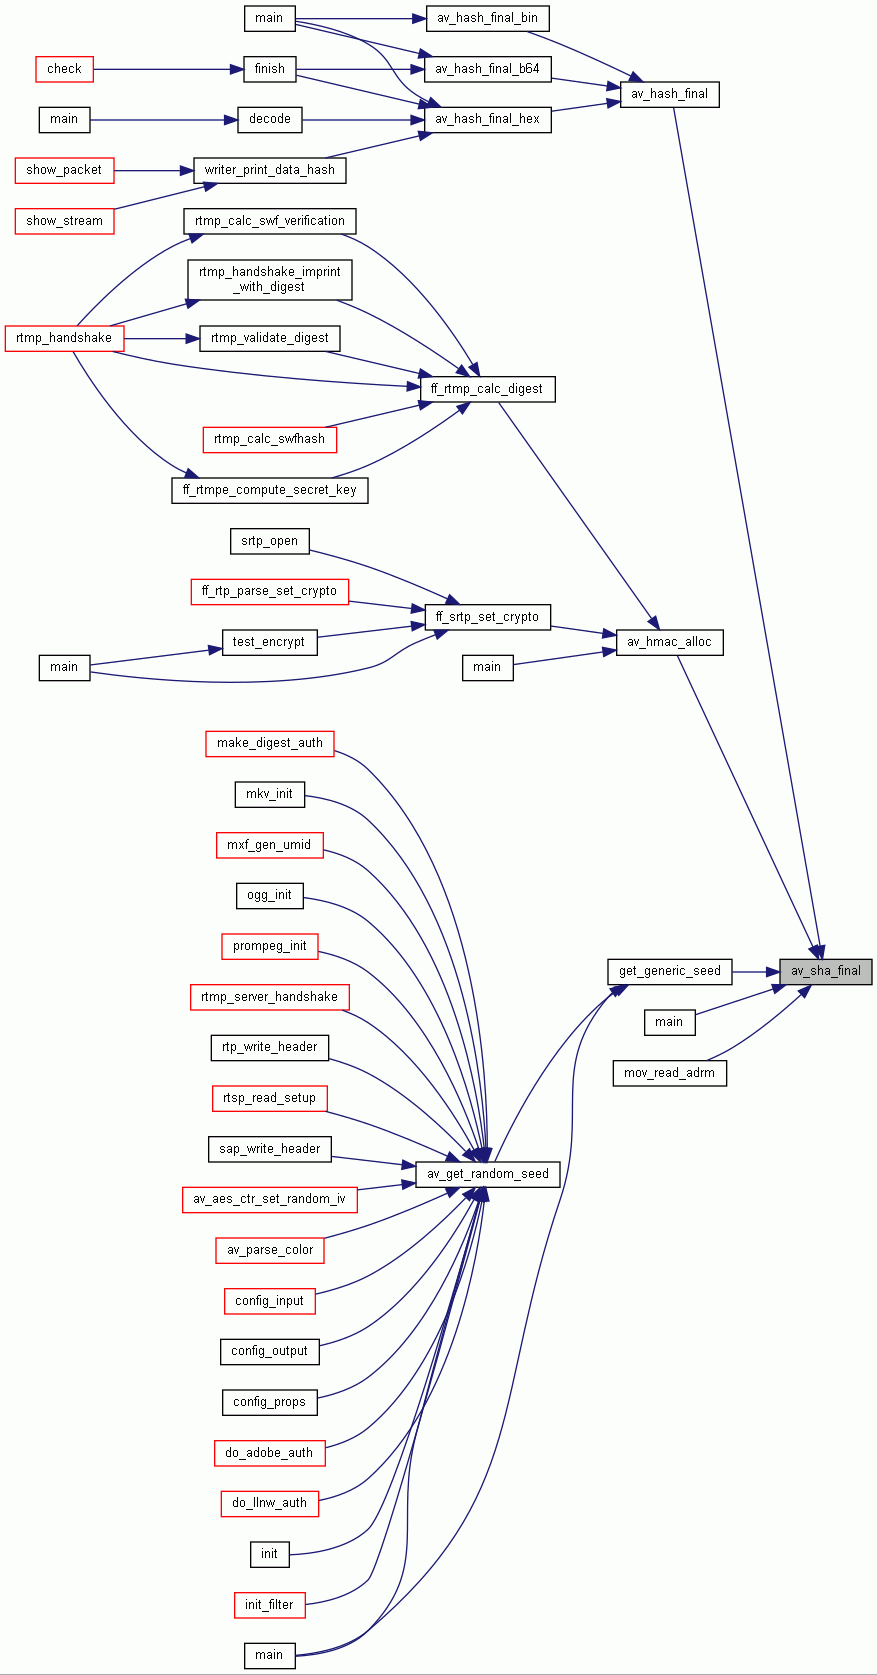 main
av_hash_final_bin
check
finish
av_hash_final_b64
av_hash_final
main
decode
av_hash_final_hex
show_packet
writer_print_data_hash
show_stream
rtmp_calc_swf_verification
rtmp_handshake_imprint
_with_digest
rtmp_handshake
rtmp_validate_digest
ff_rtmp_calc_digest
rtmp_calc_swfhash
ff_rtmpe_compute_secret_key
srtp_open
ff_rtp_parse_set_crypto
ff_srtp_set_crypto
test_encrypt
av_hmac_alloc
main
main
make_digest_auth
mkv_init
mxf_gen_umid
ogg_init
prompeg_init
get_generic_seed
av_sha_final
rtmp_server_handshake
main
rtp_write_header
mov_read_adrm
rtsp_read_setup
sap_write_header
av_get_random_seed
av_aes_ctr_set_random_iv
av_parse_color
config_input
config_output
config_props
do_adobe_auth
do_llnw_auth
init
init_filter
main